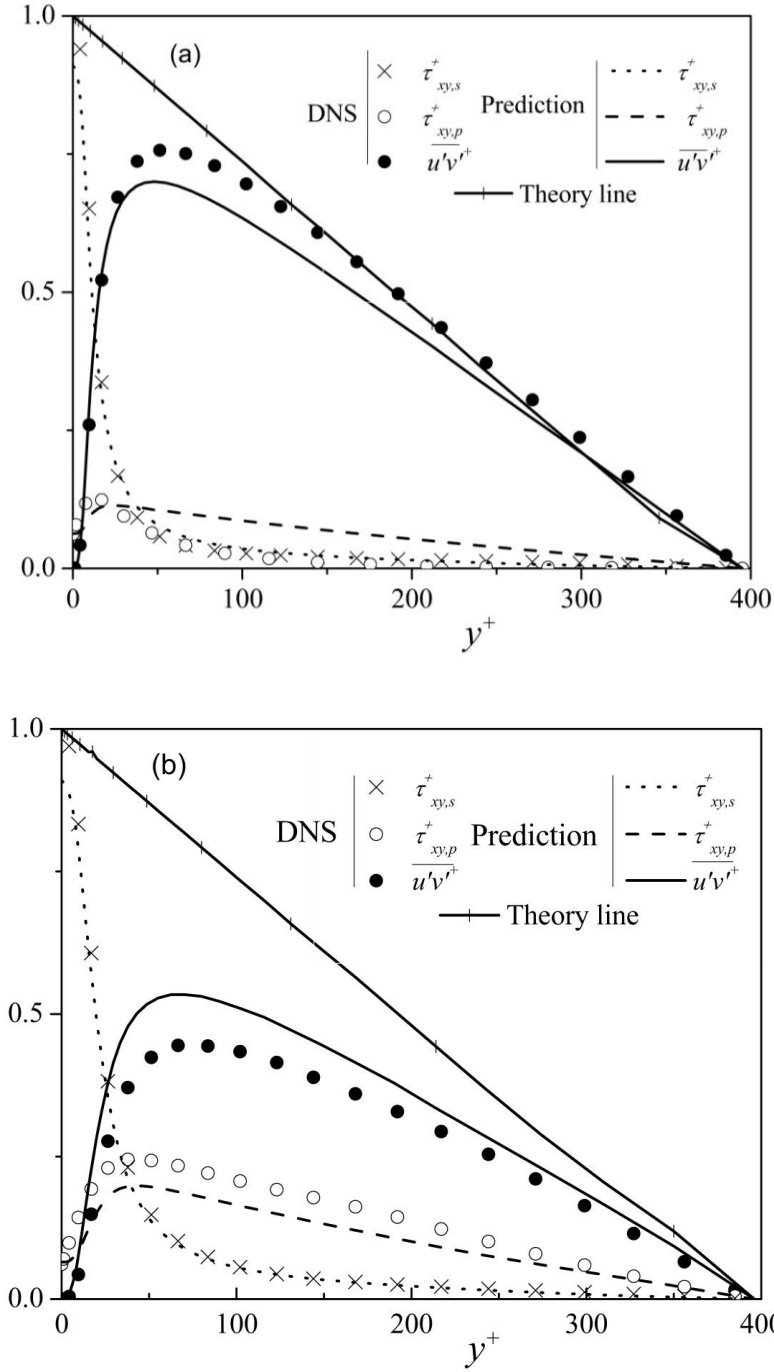 1.0
(a)
DNS
× τ⁺xy,s
○ τ⁺xy,p
● u'v'⁺
Prediction
τ⁺xy,s
τ⁺xy,p
u'v'⁺
Theory line
0.5
0.0
0 100 200 300 400
y⁺
1.0
(b)
DNS
× τ⁺xy,s
○ τ⁺xy,p
● u'v'⁺
Prediction
τ⁺xy,s
τ⁺xy,p
u'v'⁺
Theory line
0.5
0.0
0 100 200 300 400
y⁺